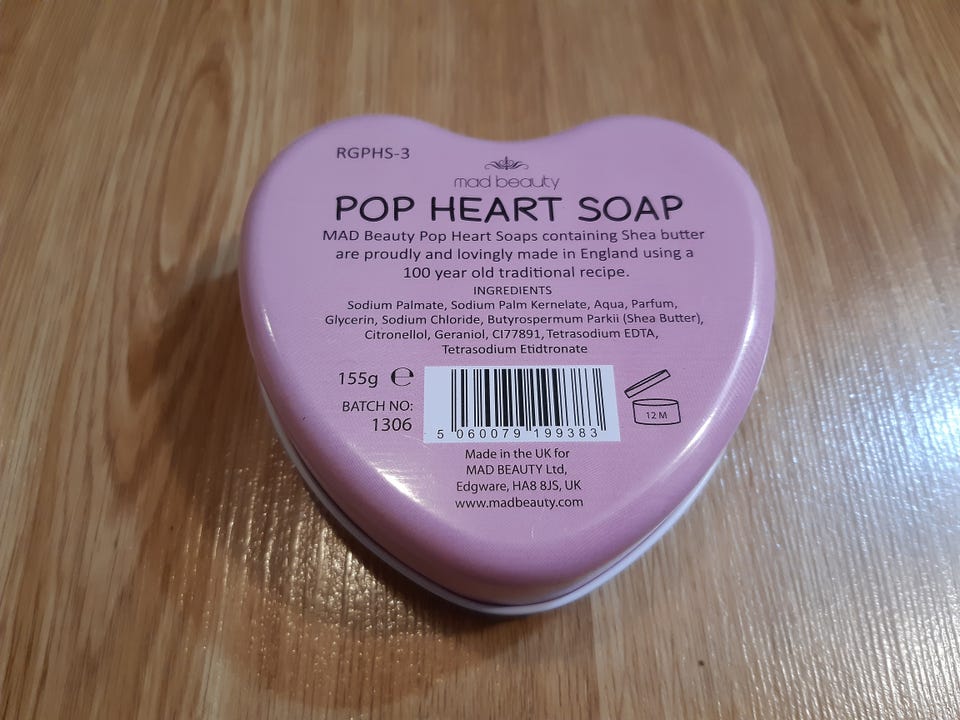 RGPHS-3
mad beauty
POP HEART SOAP
MAD Beauty Pop Heart Soaps containing Shea butter
are proudly and lovingly made in England using a
100 year old traditional recipe.
INGREDIENTS
Sodium Palmate, Sodium Palm Kernelate, Aqua, Parfum,
Glycerin, Sodium Chloride, Butyrospermum Parkii (Shea Butter),
Citronellol, Geraniol, CI77891, Tetrasodium EDTA,
Tetrasodium Etidtronate
155g ℮
BATCH NO:
1306
5 060079 199383
12 M
Made in the UK for
MAD BEAUTY Ltd,
Edgware, HA8 8JS, UK
www.madbeauty.com